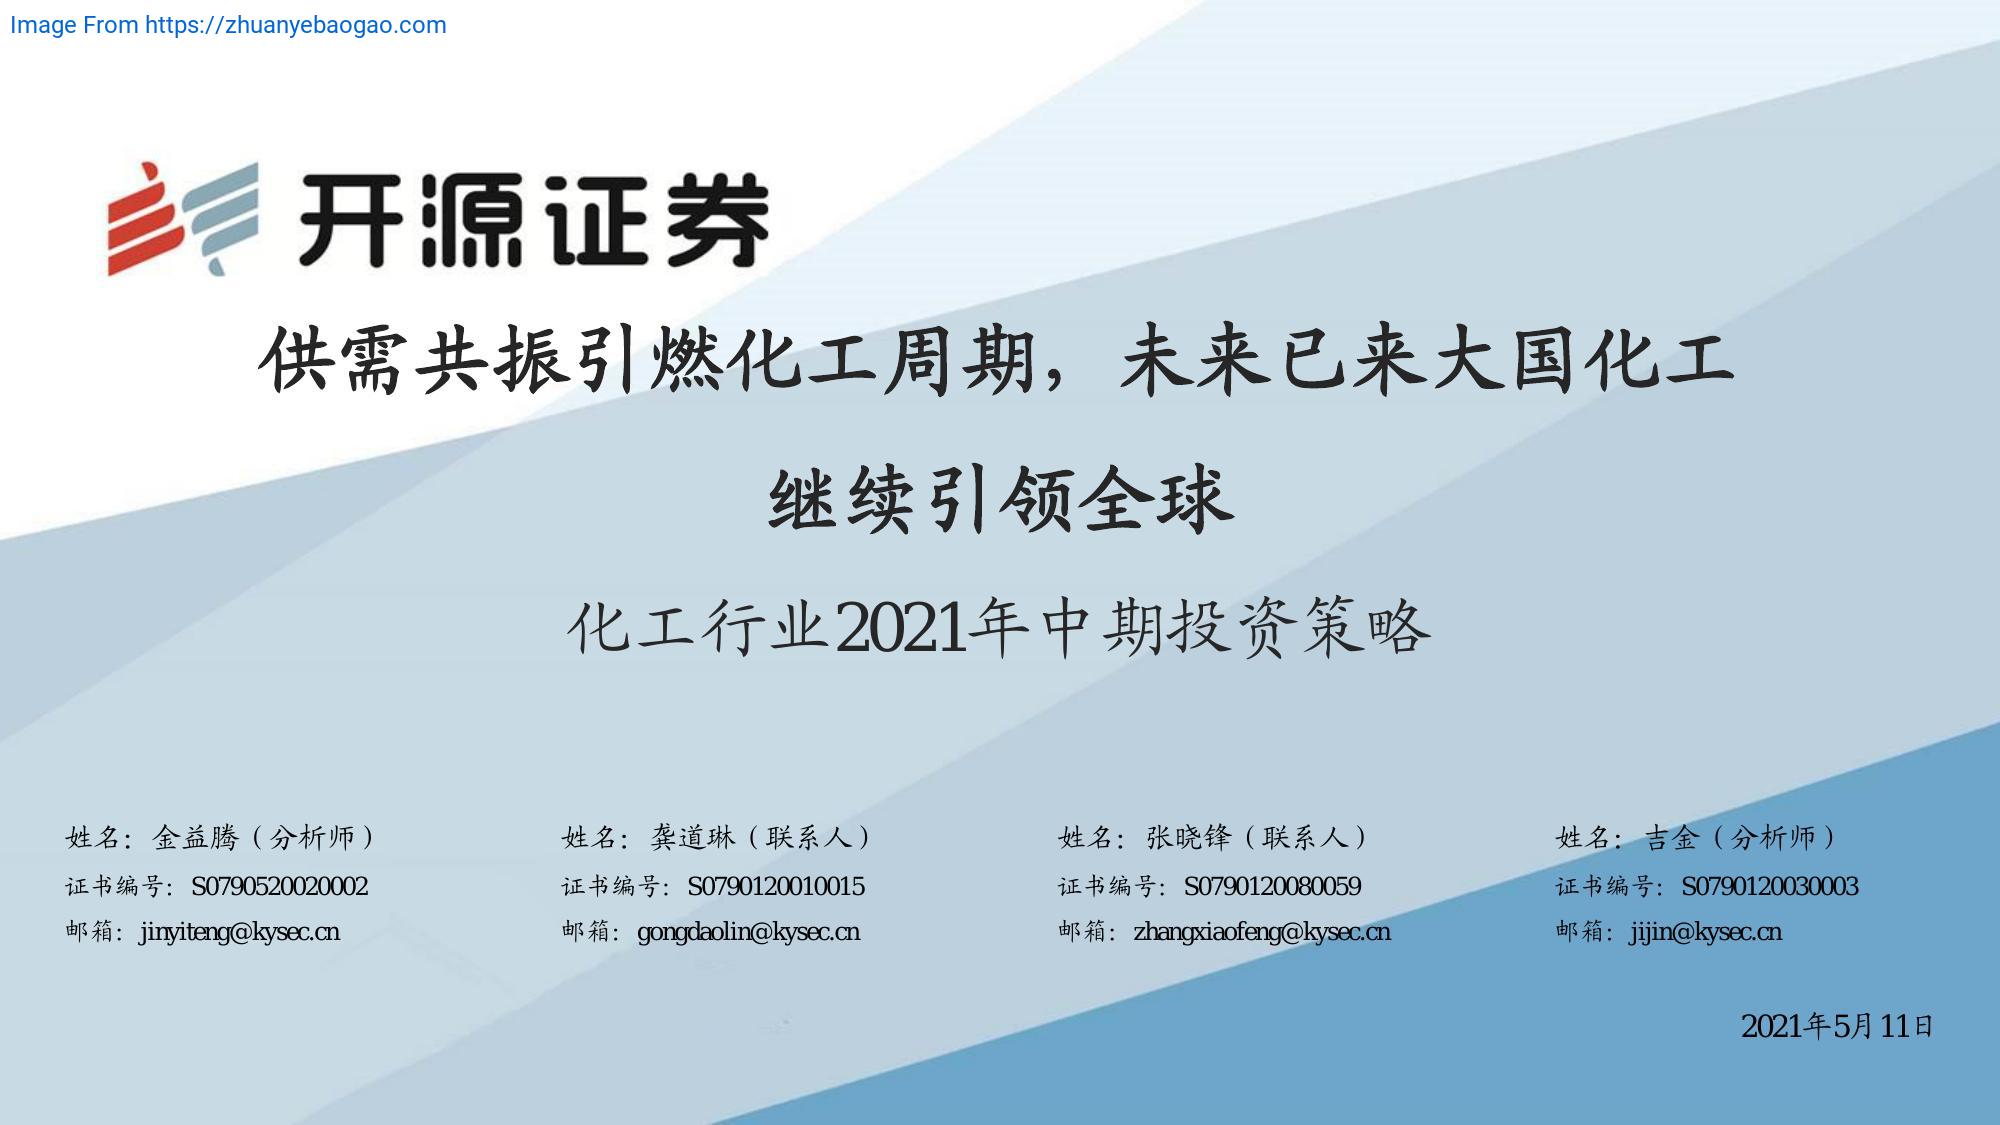 Image From https://zhuanyebaogao.com
开源证券
供需共振引燃化工周期，未来已来大国化工
继续引领全球
化工行业2021年中期投资策略
姓名：金益腾（分析师）
证书编号：S0790520020002
邮箱：jinyiteng@kysec.cn
姓名：龚道琳（联系人）
证书编号：S0790120010015
邮箱：gongdaolin@kysec.cn
姓名：张晓锋（联系人）
证书编号：S0790120080059
邮箱：zhangxiaofeng@kysec.cn
姓名：吉金（分析师）
证书编号：S0790120030003
邮箱：jijin@kysec.cn
2021年5月11日